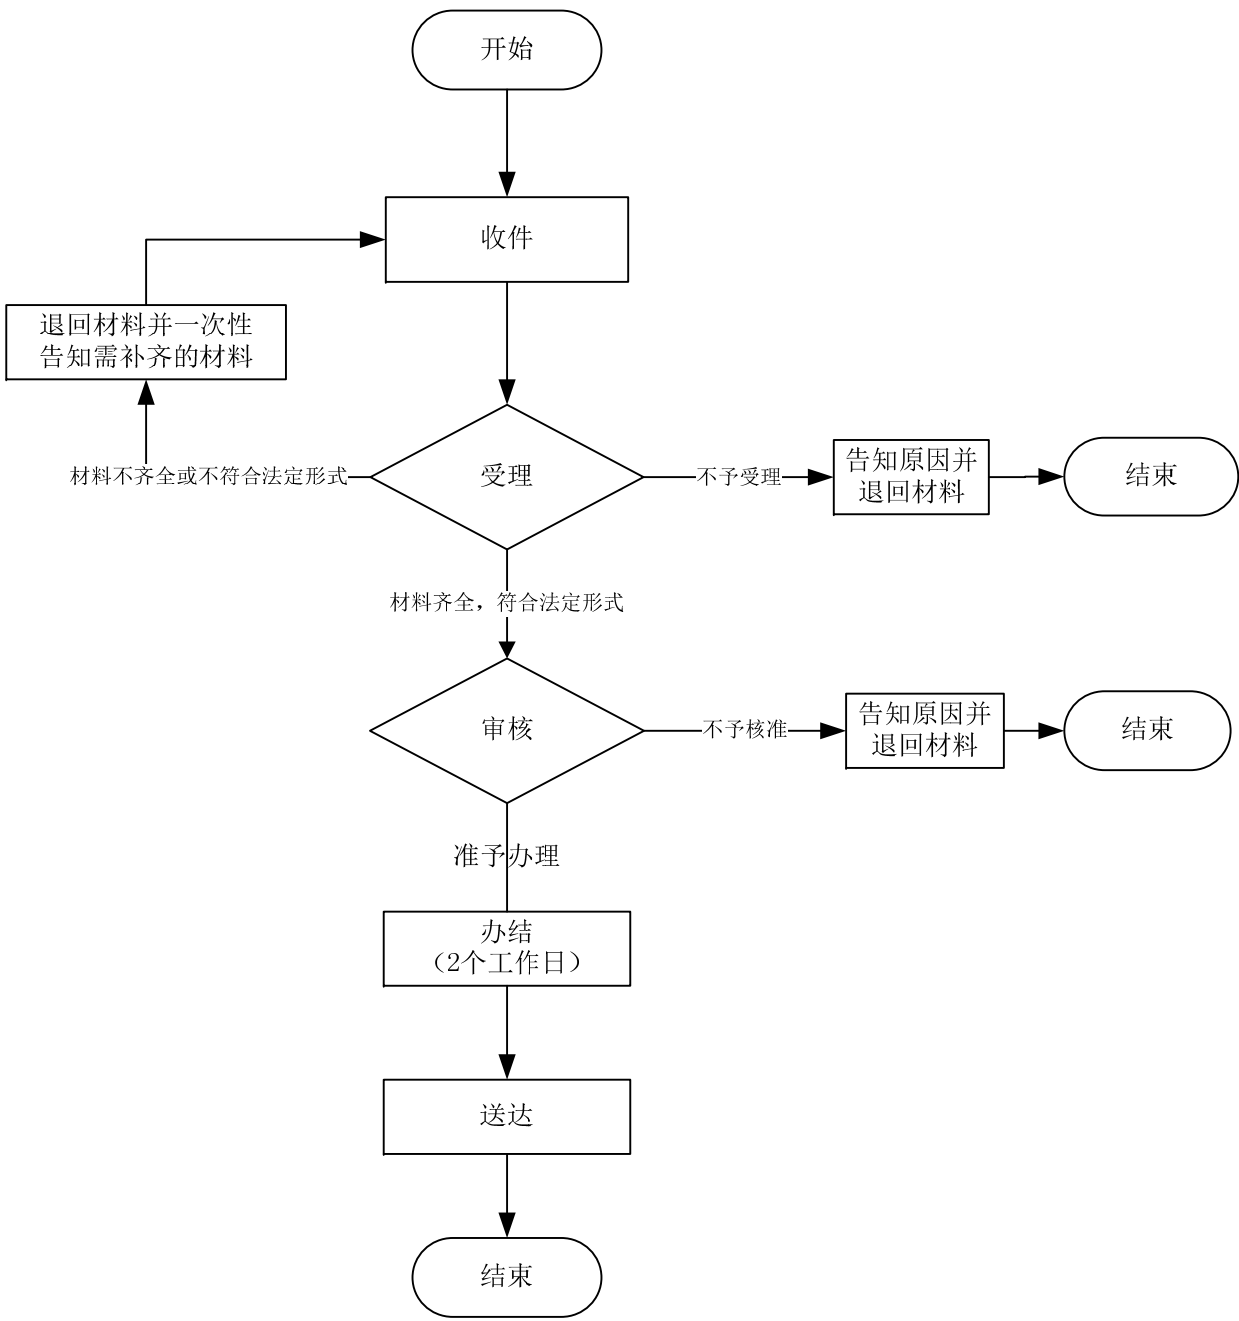 开始
收件
退回材料并一次性
告知需补齐的材料
材料不齐全或不符合法定形式
受理
不予受理
告知原因并
退回材料
结束
材料齐全，符合法定形式
审核
不予核准
告知原因并
退回材料
结束
准予办理
办结
（2个工作日）
送达
结束